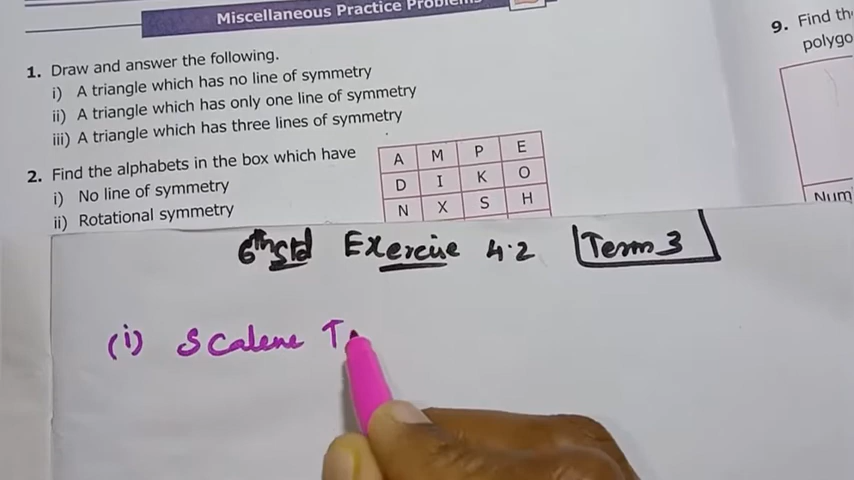 Miscellaneous Practice Problems
1. Draw and answer the following.
i) A triangle which has no line of symmetry
ii) A triangle which has only one line of symmetry
iii) A triangle which has three lines of symmetry
2. Find the alphabets in the box which have
i) No line of symmetry
ii) Rotational symmetry
A M P E
D I K O
N X S H
9. Find th
polygo
Num
6th Std Exercise 4.2 Term 3
(i) Scalene T